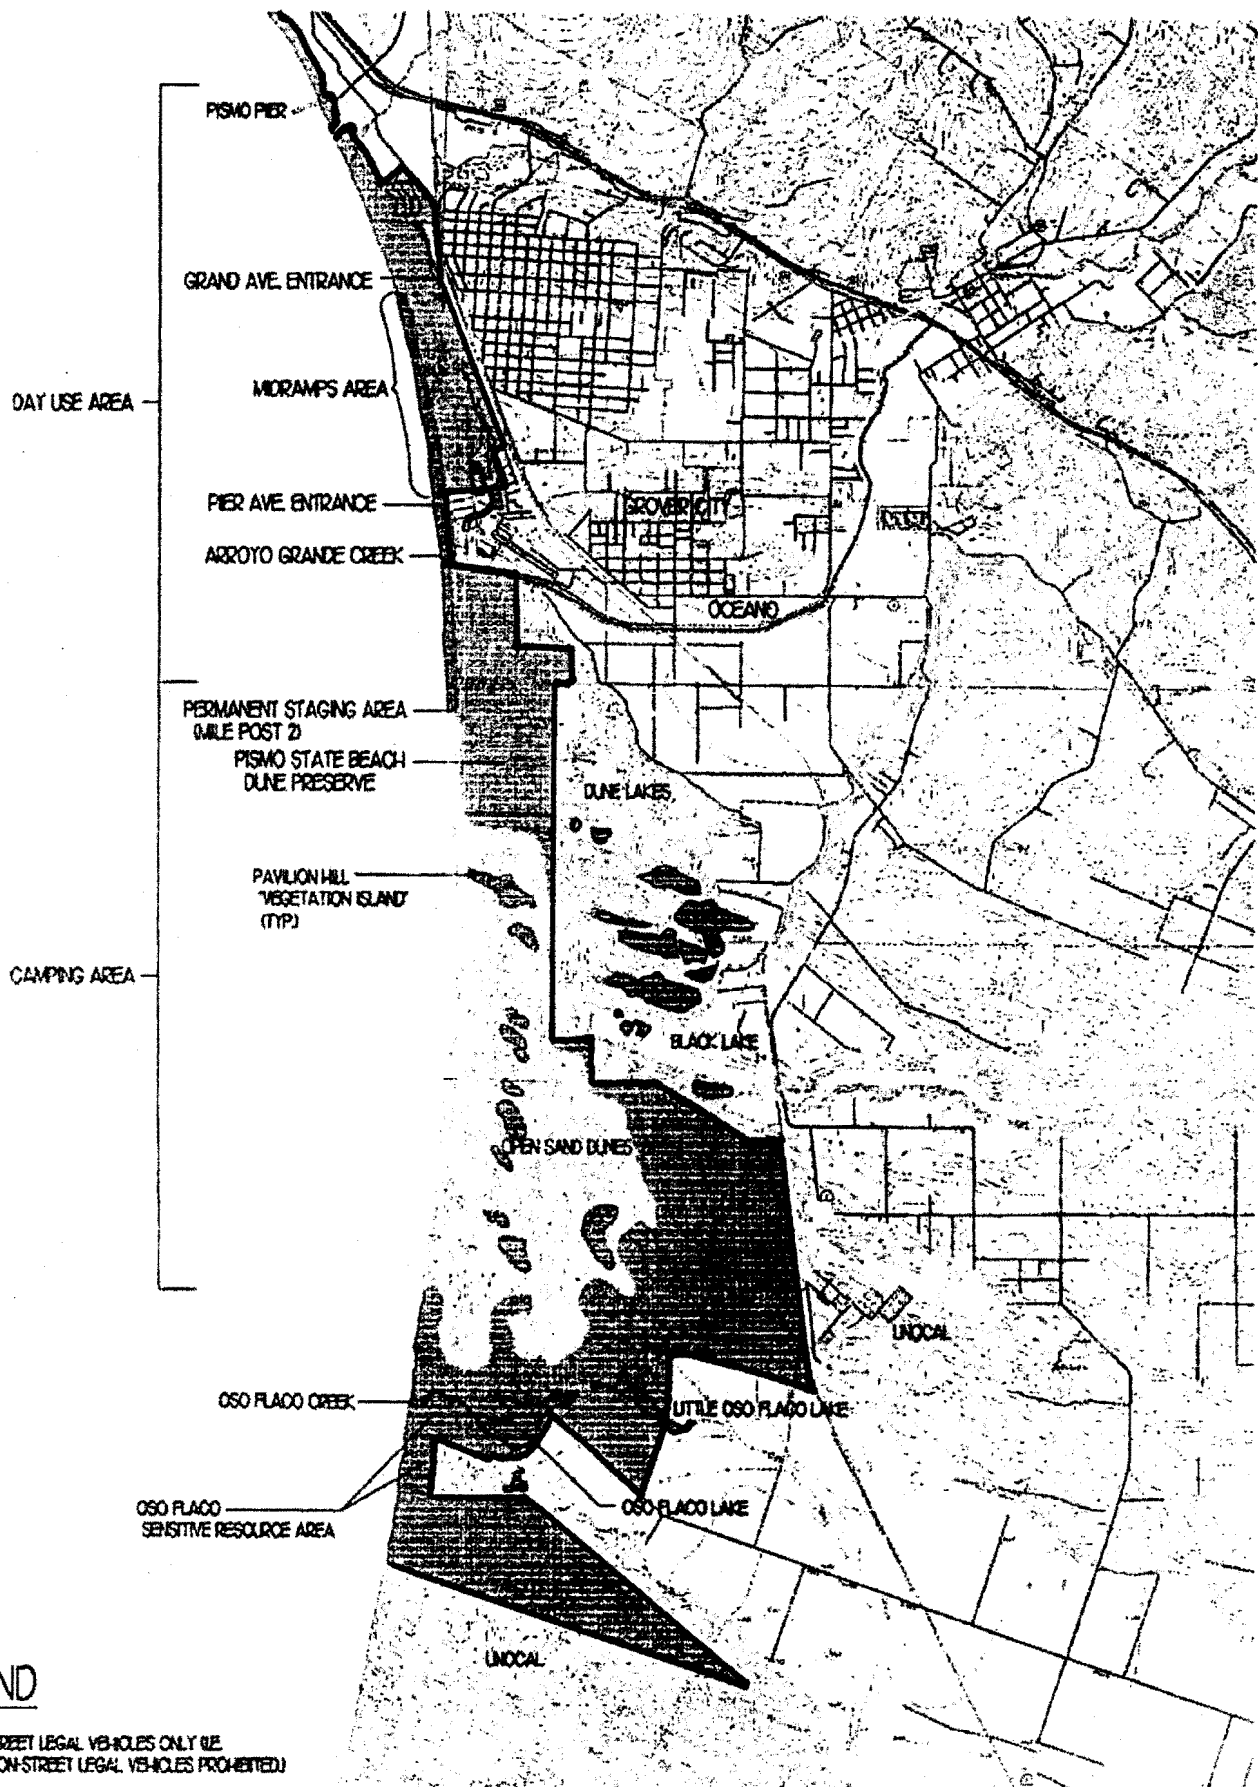 PISMO PIER
GRAND AVE. ENTRANCE
DAY USE AREA
MIDRAMPS AREA
PIER AVE. ENTRANCE
GROVER CITY
ARROYO GRANDE CREEK
OCEANO
PERMANENT STAGING AREA
(MILE POST 2)
PISMO STATE BEACH
DUNE PRESERVE
DUNE LAKES
PAVILION HILL
"VEGETATION ISLAND"
(TYP.)
CAMPING AREA
BLACK LAKE
OPEN SAND DUNES
UNOCAL
OSO FLACO CREEK
LITTLE OSO FLACO LAKE
OSO FLACO
SENSITIVE RESOURCE AREA
OSO FLACO LAKE
UNOCAL
ND
REET LEGAL VEHICLES ONLY (I.E.
ON-STREET LEGAL VEHICLES PROHIBITED)